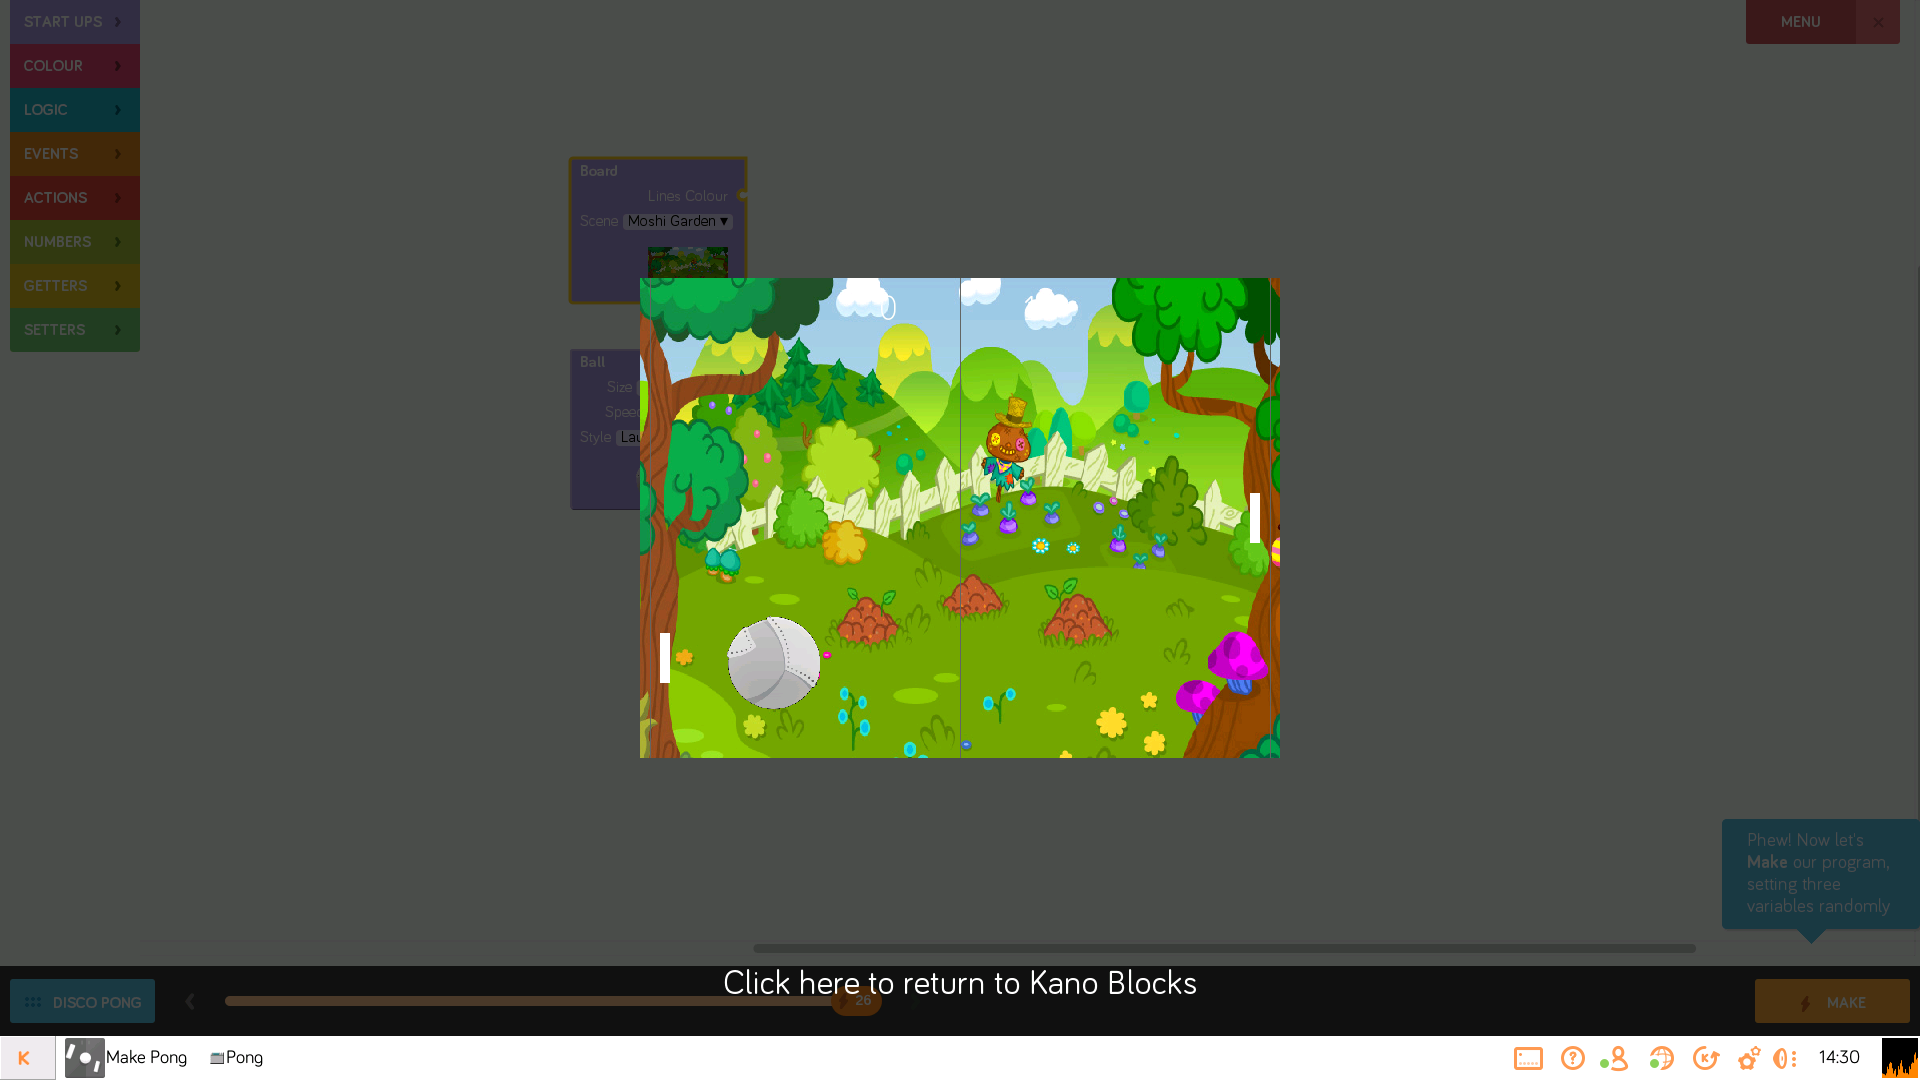 START UPS
COLOUR
LOGIC
EVENTS
ACTIONS
NUMBERS
GETTERS
SETTERS
MENU
Board
Lines Colour
Scene Moshi Garden
0
Ball
Size
Style
Phew! Now let's
Make our program,
setting three
variables randomly
Click here to return to Kano Blocks
DISCO PONG
26
MAKE
K
Make Pong
Pong
14:30